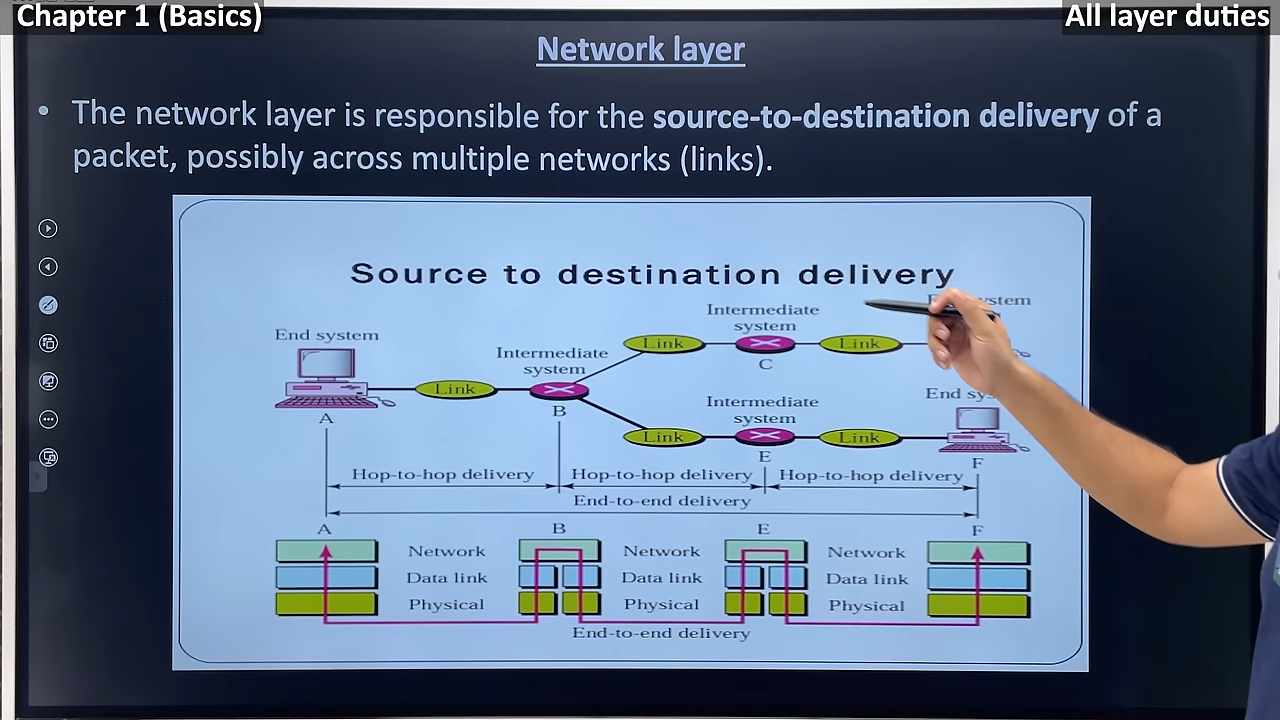 Chapter 1 (Basics)
All layer duties
Network layer
• The network layer is responsible for the source-to-destination delivery of a
packet, possibly across multiple networks (links).
Source to destination delivery
Intermediate
system
Link
Link
C
End system
A
Link
Intermediate
system
B
Intermediate
system
Link
Link
E
End
F
Hop-to-hop delivery
Hop-to-hop delivery
Hop-to-hop delivery
End-to-end delivery
A B E F
Network Network Network
Data link Data link Data link
Physical Physical Physical
End-to-end delivery